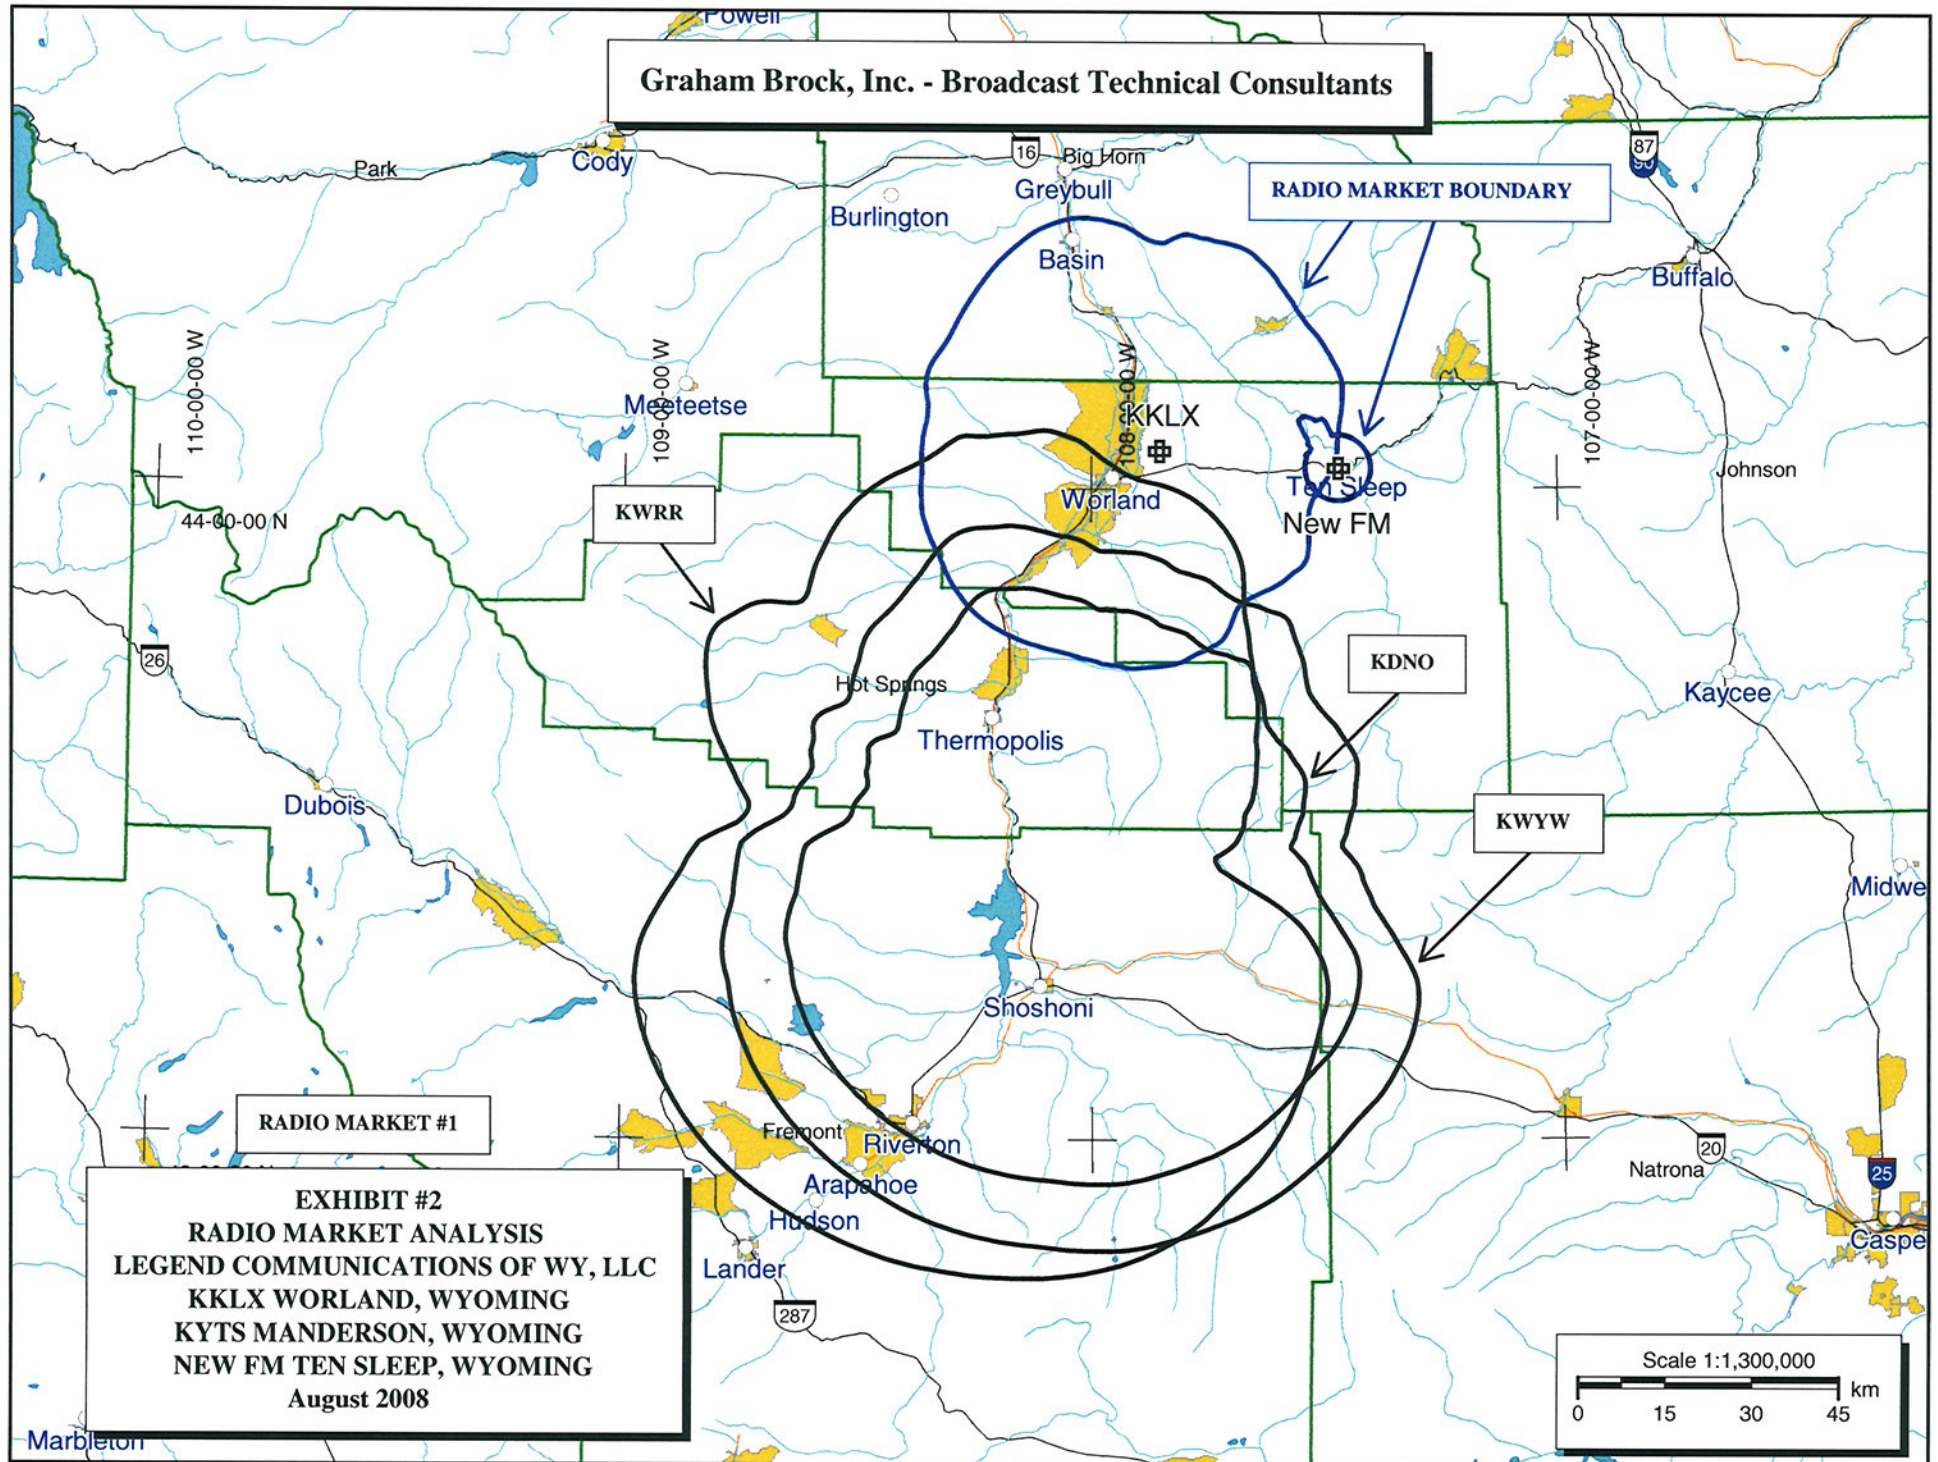 Powell
Graham Brock, Inc. - Broadcast Technical Consultants
87
90
16
Big Horn
Cody
Park
Greybull
RADIO MARKET BOUNDARY
Burlington
Basin
Buffalo
110-00-00 W
109-00-00 W
108-00-00 W
107-00-00 W
Meeteetse
KKLX
Johnson
Worland
Ten Sleep
KWRR
44-00-00 N
New FM
26
KDNO
Hot Springs
Kaycee
Thermopolis
Dubois
KWYW
Midwe
Shoshoni
RADIO MARKET #1
Fremont
Riverton
20
Natrona
25
Arapahoe
Hudson
Caspe
Lander
287
EXHIBIT #2
RADIO MARKET ANALYSIS
LEGEND COMMUNICATIONS OF WY, LLC
KKLX WORLAND, WYOMING
KYTS MANDERSON, WYOMING
NEW FM TEN SLEEP, WYOMING
August 2008
Scale 1:1,300,000
km
0 15 30 45
Marbleton